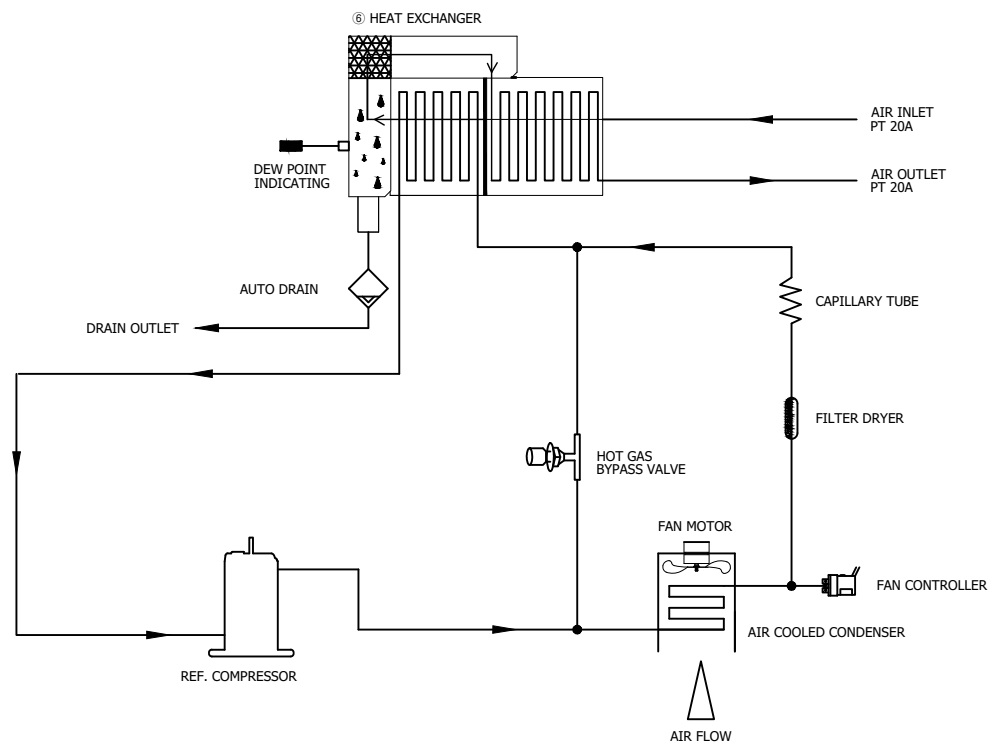 ⑥ HEAT EXCHANGER
AIR INLET
PT 20A
AIR OUTLET
PT 20A
DEW POINT
INDICATING
AUTO DRAIN
DRAIN OUTLET
CAPILLARY TUBE
FILTER DRYER
HOT GAS
BYPASS VALVE
FAN MOTOR
FAN CONTROLLER
AIR COOLED CONDENSER
REF. COMPRESSOR
AIR FLOW